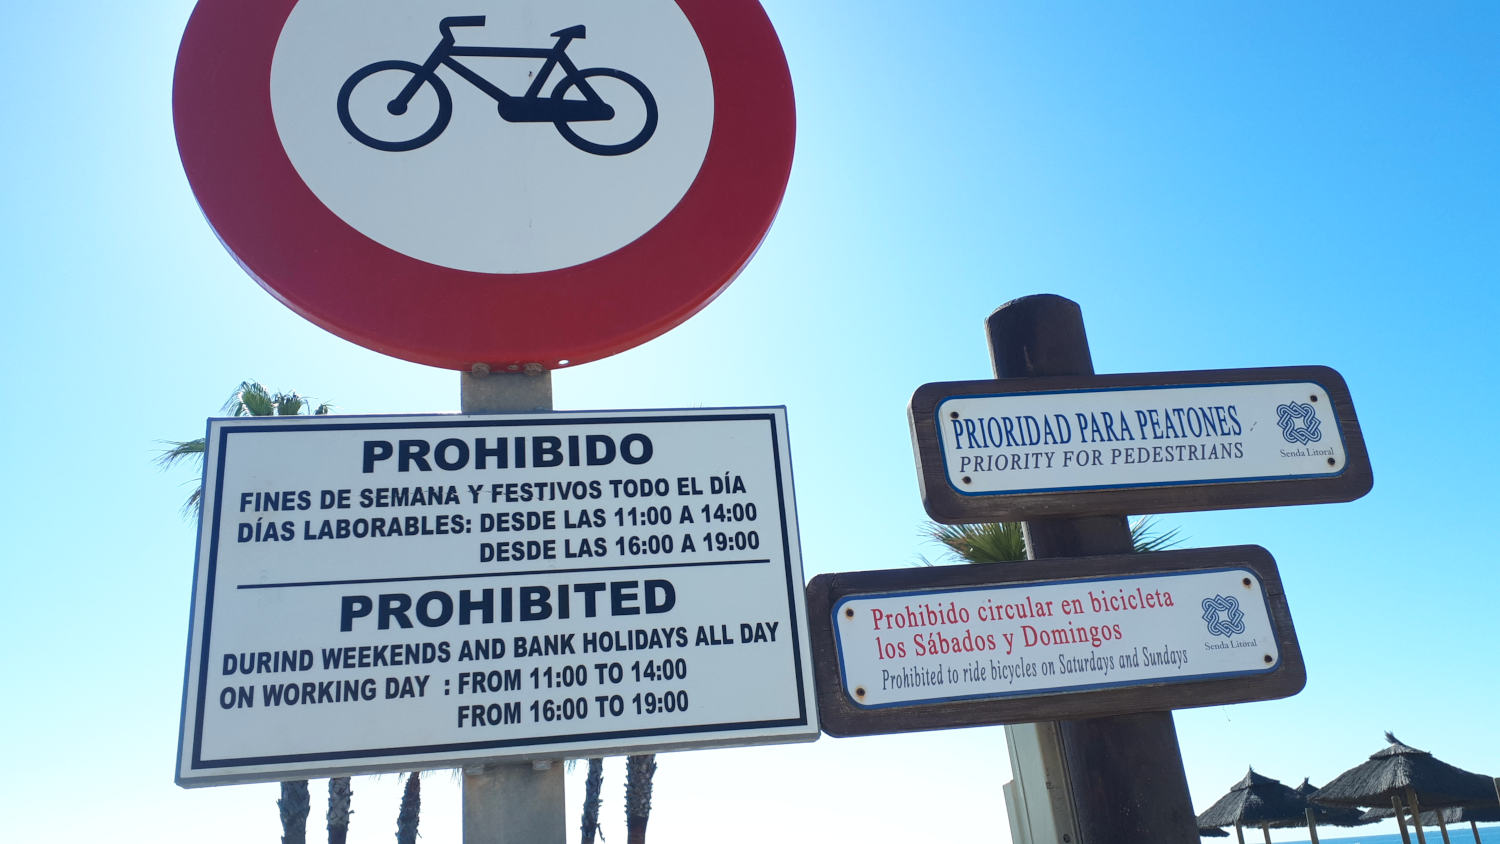 PROHIBIDO
FINES DE SEMANA Y FESTIVOS TODO EL DÍA
DÍAS LABORABLES: DESDE LAS 11:00 A 14:00
DESDE LAS 16:00 A 19:00
PROHIBITED
DURIND WEEKENDS AND BANK HOLIDAYS ALL DAY
ON WORKING DAY : FROM 11:00 TO 14:00
FROM 16:00 TO 19:00
PRIORIDAD PARA PEATONES
PRIORITY FOR PEDESTRIANS
Senda Litoral
Prohibido circular en bicicleta
los Sábados y Domingos
Prohibited to ride bicycles on Saturdays and Sundays
Senda Litoral